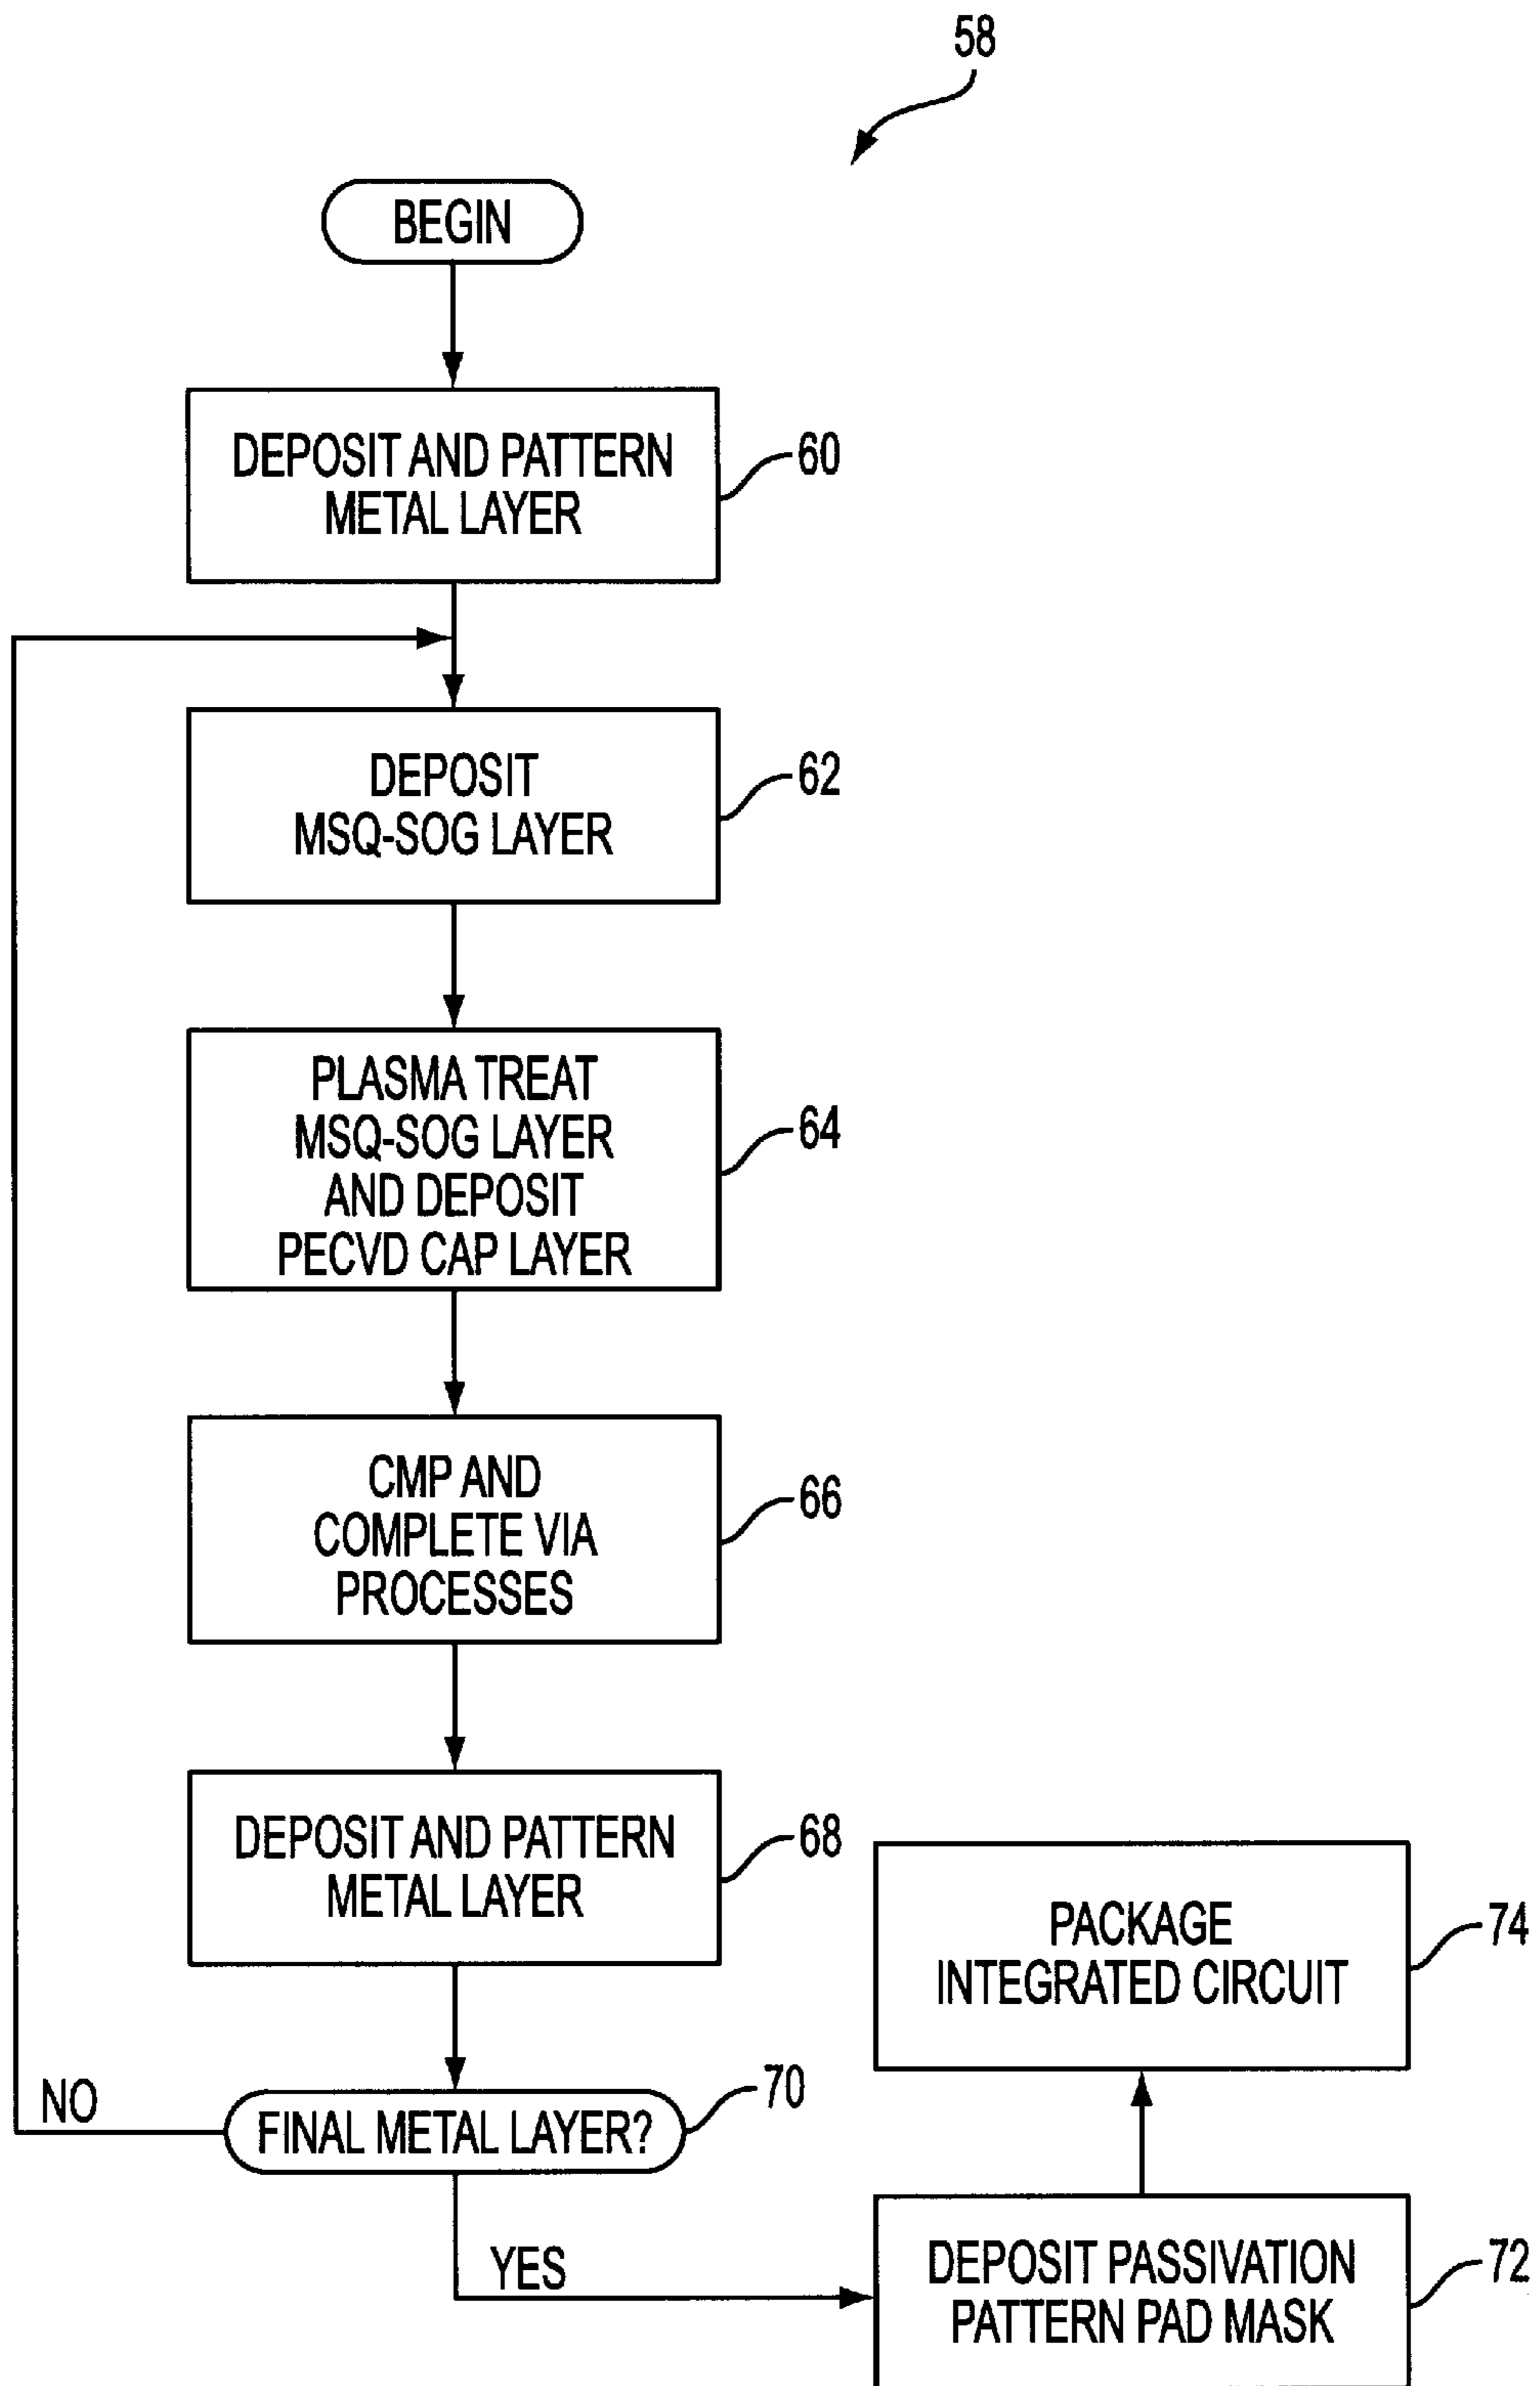 58
BEGIN
DEPOSIT AND PATTERN
METAL LAYER
60
DEPOSIT
MSQ-SOG LAYER
62
PLASMA TREAT
MSQ-SOG LAYER
AND DEPOSIT
PECVD CAP LAYER
64
CMP AND
COMPLETE VIA
PROCESSES
66
DEPOSIT AND PATTERN
METAL LAYER
68
FINAL METAL LAYER?
70
NO
YES
DEPOSIT PASSIVATION
PATTERN PAD MASK
72
PACKAGE
INTEGRATED CIRCUIT
74